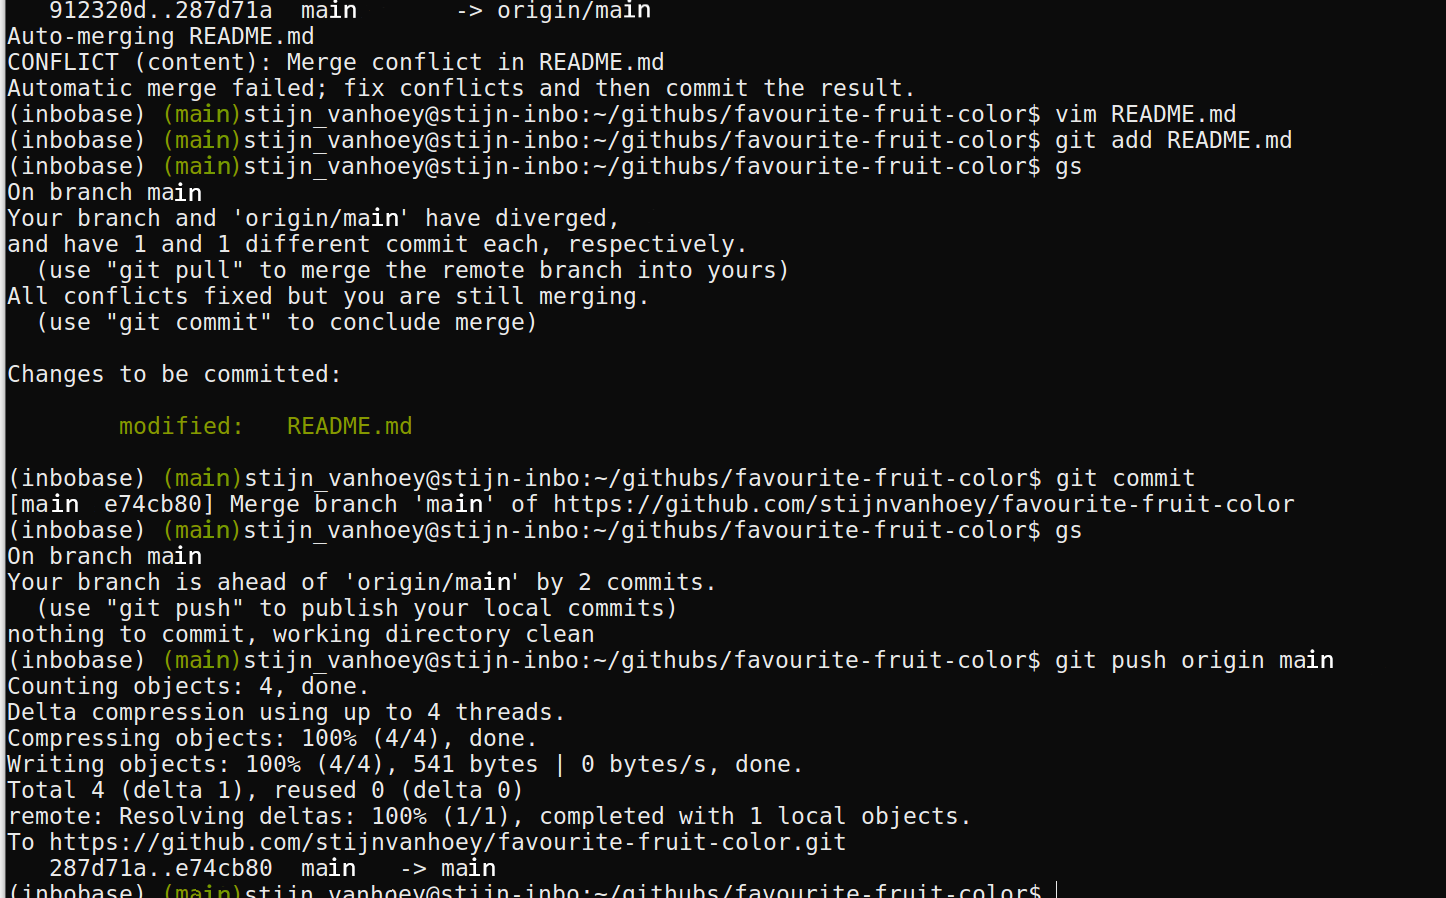 912320d..287d71a  main       -> origin/main
Auto-merging README.md
CONFLICT (content): Merge conflict in README.md
Automatic merge failed; fix conflicts and then commit the result.
(inbobase) (main)stijn_vanhoey@stijn-inbo:~/githubs/favourite-fruit-color$ vim README.md
(inbobase) (main)stijn_vanhoey@stijn-inbo:~/githubs/favourite-fruit-color$ git add README.md
(inbobase) (main)stijn_vanhoey@stijn-inbo:~/githubs/favourite-fruit-color$ gs
On branch main
Your branch and 'origin/main' have diverged,
and have 1 and 1 different commit each, respectively.
  (use "git pull" to merge the remote branch into yours)
All conflicts fixed but you are still merging.
  (use "git commit" to conclude merge)

Changes to be committed:

        modified:   README.md

(inbobase) (main)stijn_vanhoey@stijn-inbo:~/githubs/favourite-fruit-color$ git commit
[main  e74cb80] Merge branch 'main' of https://github.com/stijnvanhoey/favourite-fruit-color
(inbobase) (main)stijn_vanhoey@stijn-inbo:~/githubs/favourite-fruit-color$ gs
On branch main
Your branch is ahead of 'origin/main' by 2 commits.
  (use "git push" to publish your local commits)
nothing to commit, working directory clean
(inbobase) (main)stijn_vanhoey@stijn-inbo:~/githubs/favourite-fruit-color$ git push origin main
Counting objects: 4, done.
Delta compression using up to 4 threads.
Compressing objects: 100% (4/4), done.
Writing objects: 100% (4/4), 541 bytes | 0 bytes/s, done.
Total 4 (delta 1), reused 0 (delta 0)
remote: Resolving deltas: 100% (1/1), completed with 1 local objects.
To https://github.com/stijnvanhoey/favourite-fruit-color.git
   287d71a..e74cb80  main   -> main
(inbobase) (main)stijn_vanhoey@stijn-inbo:~/githubs/favourite-fruit-color$